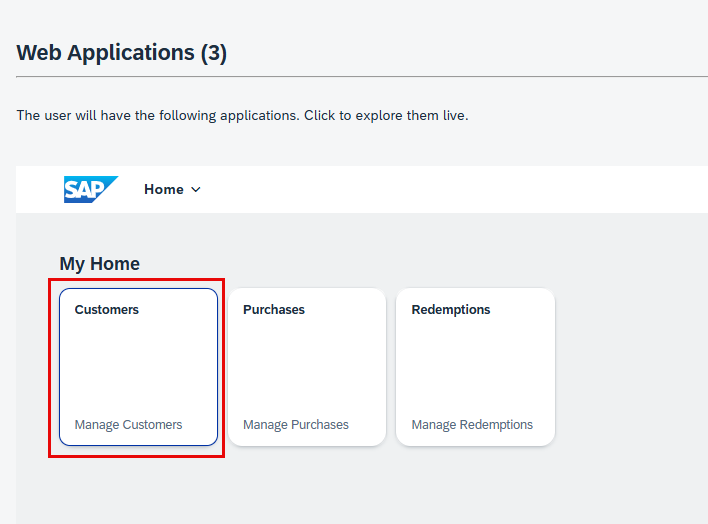 Web Applications (3)
The user will have the following applications. Click to explore them live.
SAP Home
My Home
Customers Purchases Redemptions
Manage Customers Manage Purchases Manage Redemptions